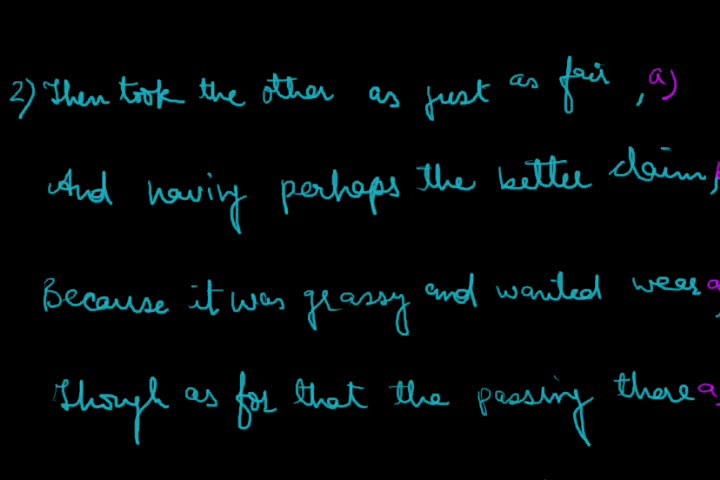 2) Then took the other as just as fair, a)
And having perhaps the better claim,
Because it was grassy and wanted wear a
Though as for that the passing there a